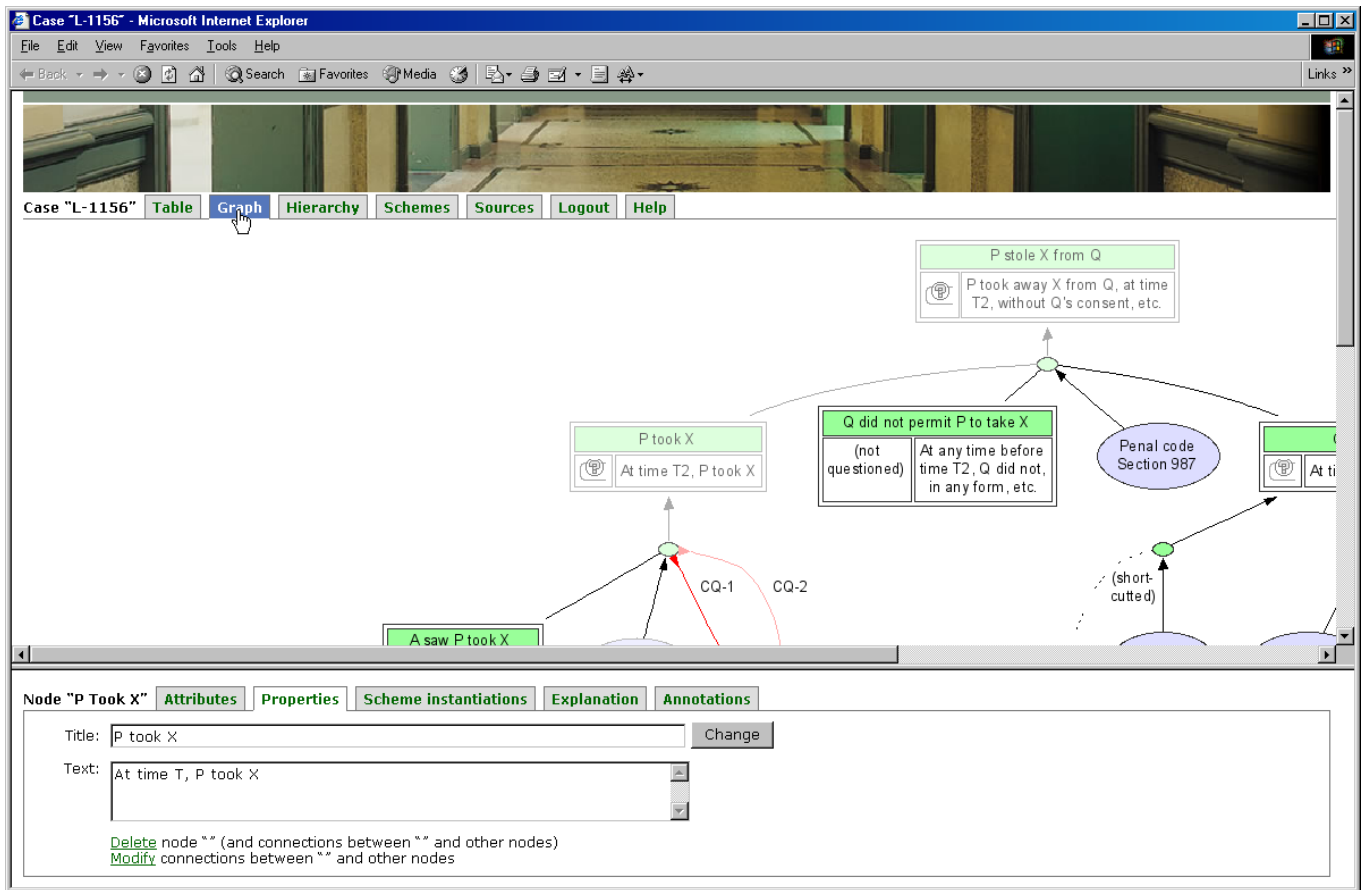 Case "L-1156" - Microsoft Internet Explorer
File Edit View Favorites Tools Help
Back Search Favorites Media Links »
Case "L-1156" Table Graph Hierarchy Schemes Sources Logout Help
P stole X from Q
P took away X from Q, at time
T2, without Q's consent, etc.
P took X
At time T2, P took X
Q did not permit P to take X
(not
questioned)
At any time before
time T2, Q did not,
in any form, etc.
Penal code
Section 987
At ti
CQ-1 CQ-2
(short-
cutted)
A saw P took X
Node "P Took X" Attributes Properties Scheme instantiations Explanation Annotations
Title: P took X Change
Text: At time T, P took X
Delete node "" (and connections between "" and other nodes)
Modify connections between "" and other nodes